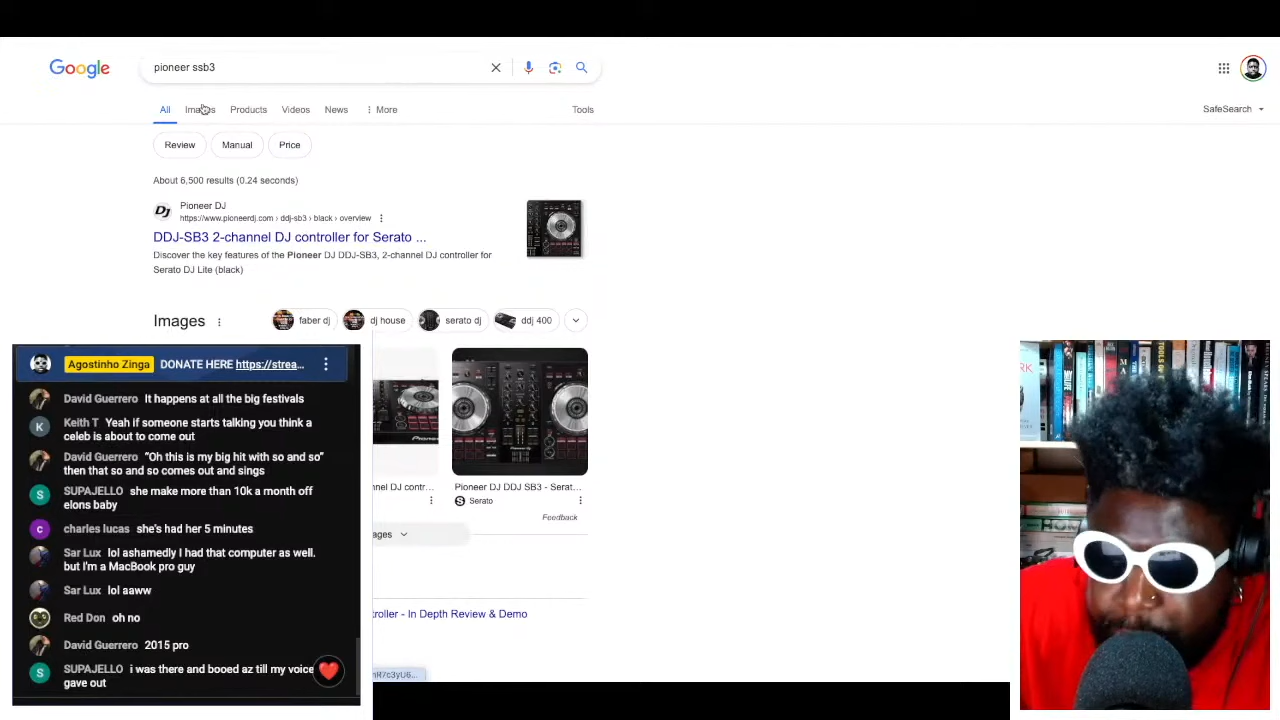 Google
pioneer ssb3
All Images Products Videos News More Tools
SafeSearch
Review Manual Price
About 6,500 results (0.24 seconds)
Pioneer DJ
https://www.pioneerdj.com › ddj-sb3 › black › overview
DDJ-SB3 2-channel DJ controller for Serato ...
Discover the key features of the Pioneer DJ DDJ-SB3, 2-channel DJ controller for
Serato DJ Lite (black)
Images faber dj dj house serato dj ddj 400
nnel DJ contr...
Pioneer DJ DDJ SB3 - Serat...
Serato
Feedback
ages
roller - In Depth Review & Demo
Agostinho Zinga DONATE HERE https://strea...
David Guerrero It happens at all the big festivals
Keith T Yeah if someone starts talking you think a
celeb is about to come out
David Guerrero “Oh this is my big hit with so and so”
then that so and so comes out and sings
SUPAJELLO she make more than 10k a month off
elons baby
charles lucas she’s had her 5 minutes
Sar Lux lol ashamedly I had that computer as well.
but I'm a MacBook pro guy
Sar Lux lol aaww
Red Don oh no
David Guerrero 2015 pro
SUPAJELLO i was there and booed az till my voice
gave out